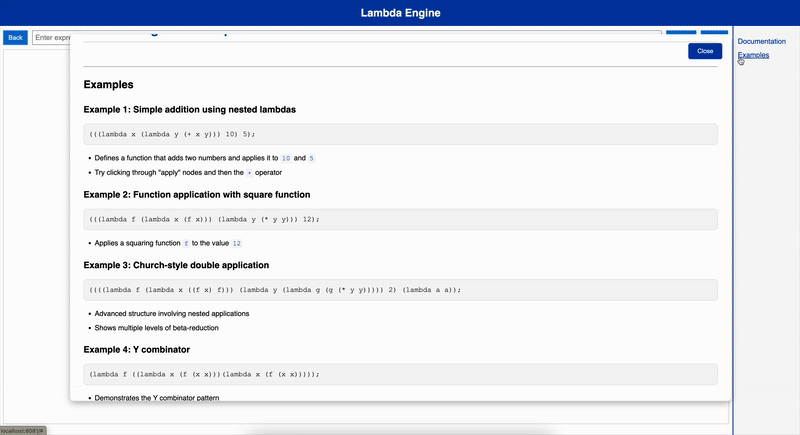 Lambda Engine
Back
Enter expre
Documentation
Examples
Close
Examples
Example 1: Simple addition using nested lambdas
(((lambda x (lambda y (+ x y))) 10) 5);
• Defines a function that adds two numbers and applies it to 10 and 5
• Try clicking through "apply" nodes and then the + operator
Example 2: Function application with square function
(((lambda f (lambda x (f x))) (lambda y (* y y))) 12);
• Applies a squaring function f to the value 12
Example 3: Church-style double application
((((lambda f (lambda x ((f x) f))) (lambda y (lambda g (g (* y y))))) 2) (lambda a a));
• Advanced structure involving nested applications
• Shows multiple levels of beta-reduction
Example 4: Y combinator
(lambda f ((lambda x (f (x x)))(lambda x (f (x x)))));
• Demonstrates the Y combinator pattern
localhost:8081/#